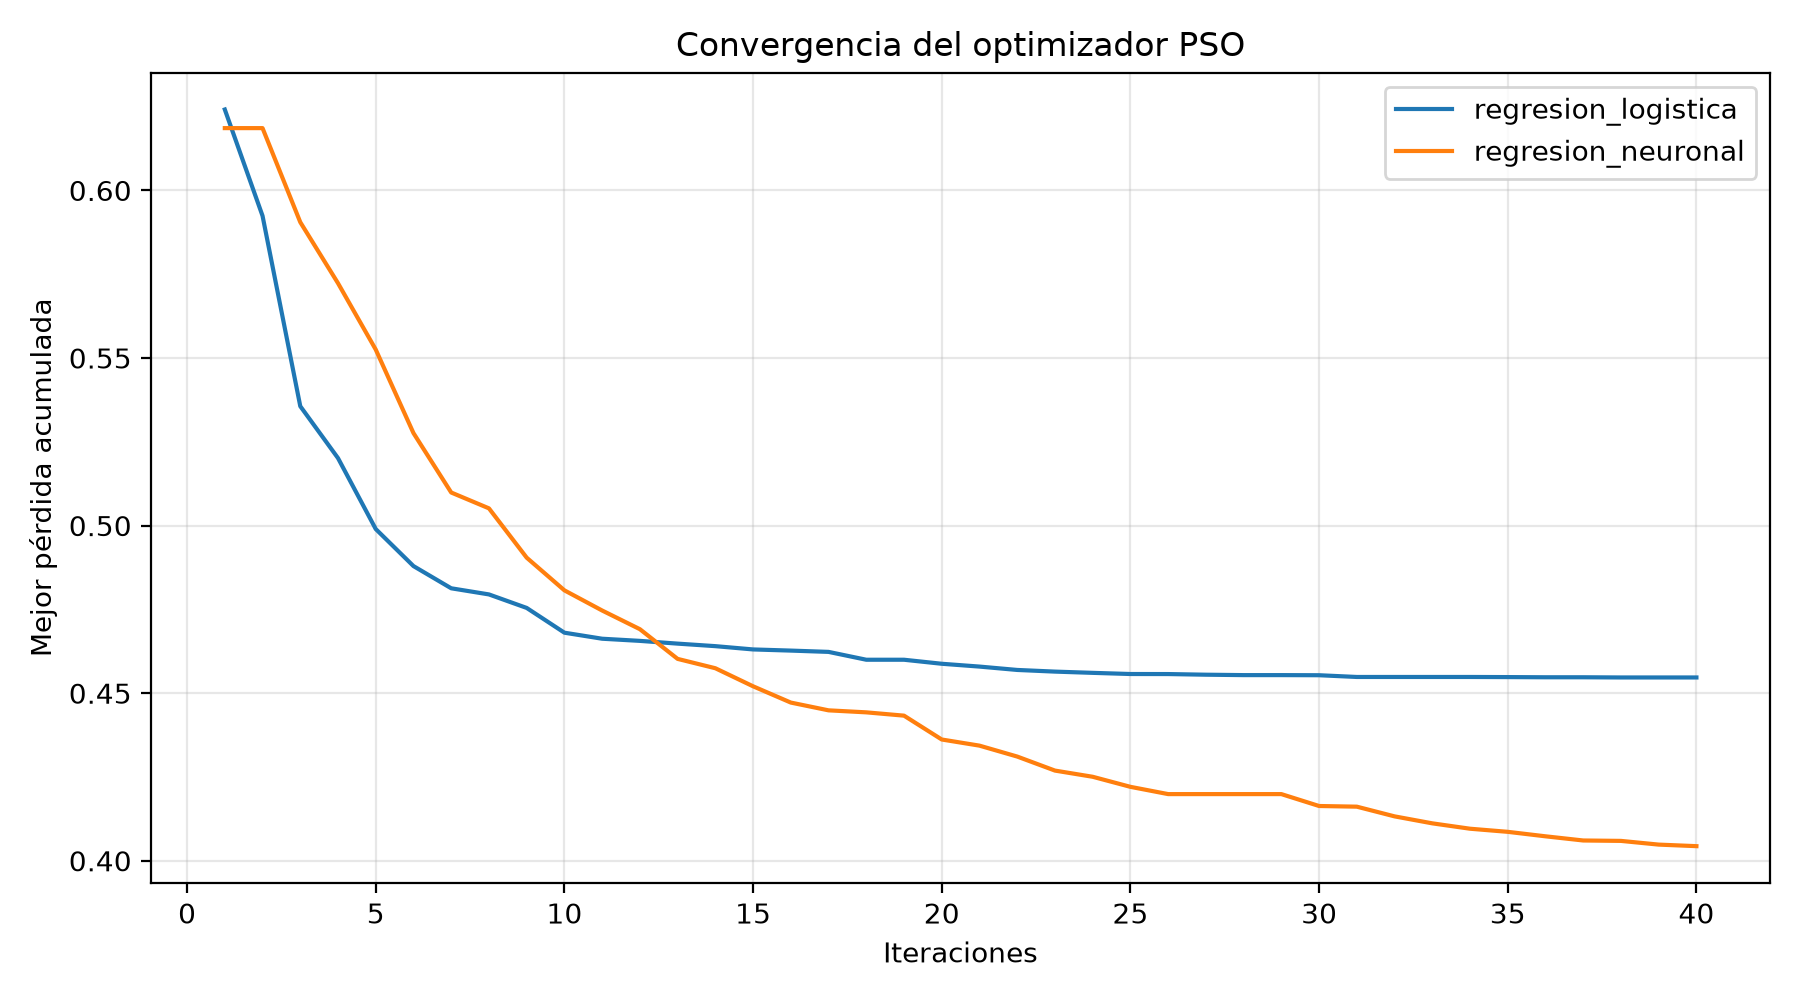 Convergencia del optimizador PSO
regresion_logistica
regresion_neuronal
Mejor pérdida acumulada
0.60
0.55
0.50
0.45
0.40
0 5 10 15 20 25 30 35 40
Iteraciones